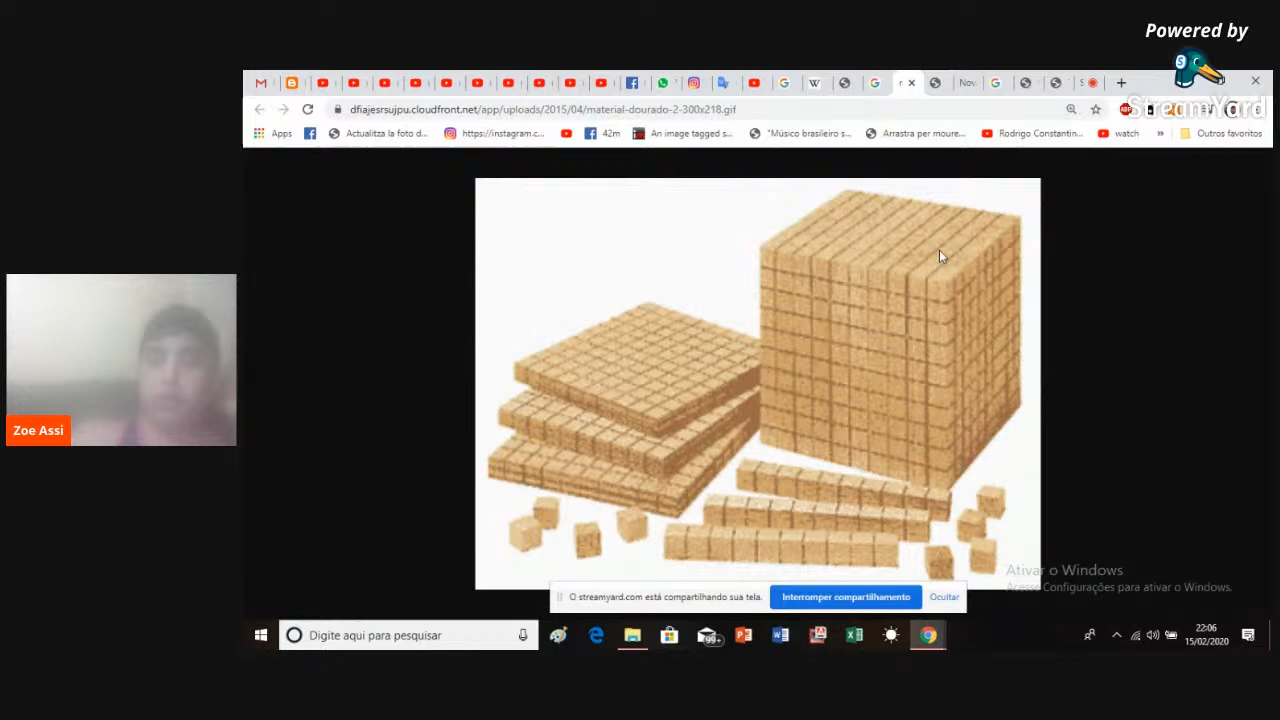 Powered by
StreamYard
Nov.
S
dfiajesrsujpu.cloudfront.net/app/uploads/2015/04/material-dourado-2-300x218.gif
Apps
Actualitza la foto d...
https://instagram.c...
42m
An image tagged s...
"Músico brasileiro s...
Arrastra per moure...
Rodrigo Constantin...
watch
»
Outros favoritos
Zoe Assi
Ativar o Windows
Acesse Configurações para ativar o Windows.
O streamyard.com está compartilhando sua tela.
Interromper compartilhamento
Ocultar
Digite aqui para pesquisar
99+
22:06
15/02/2020